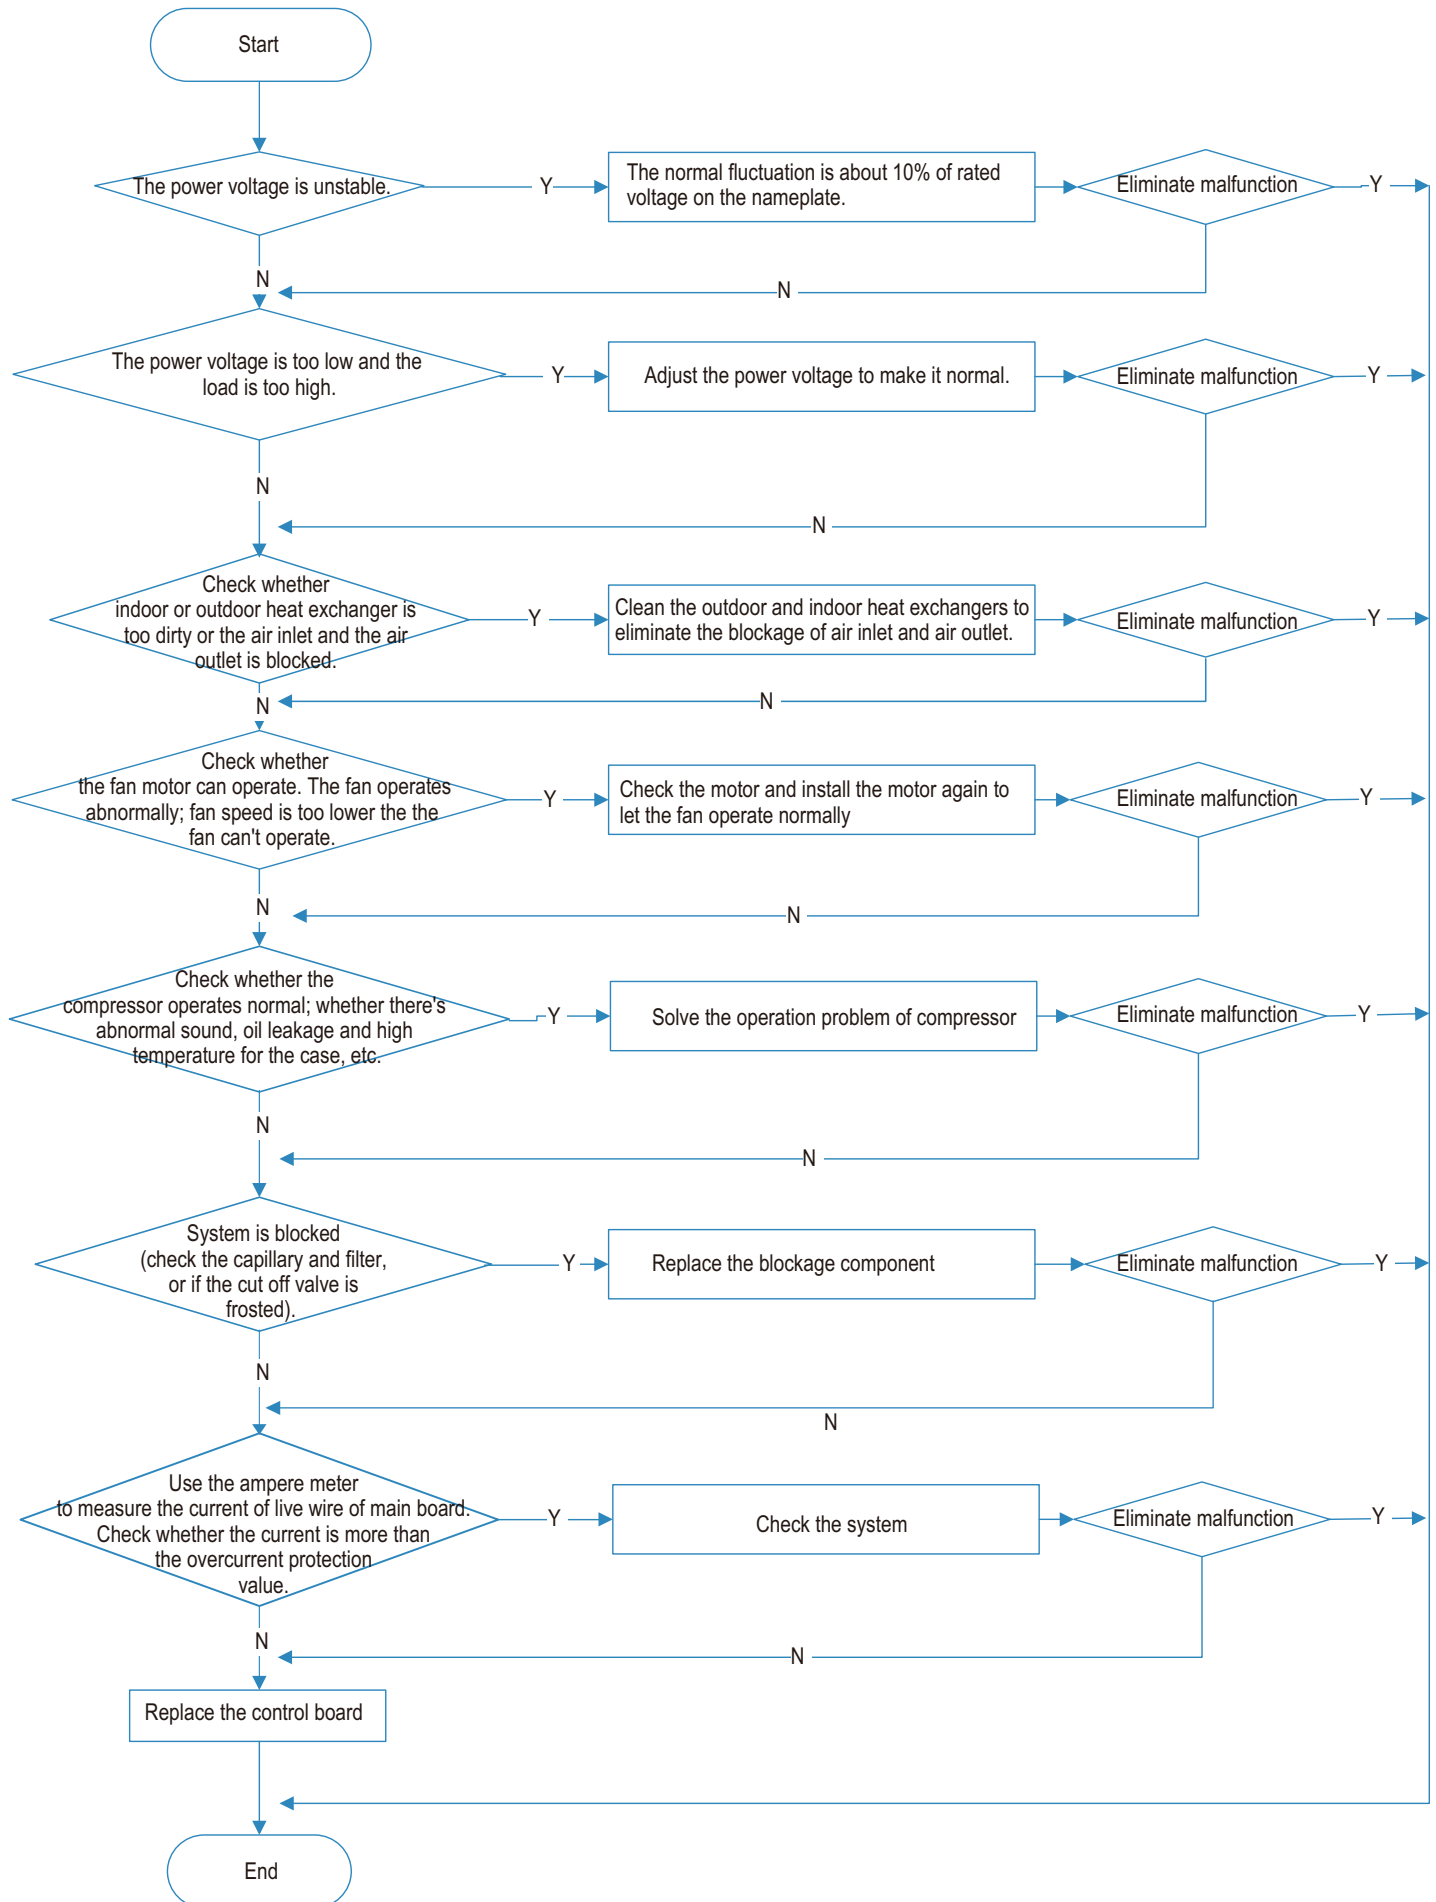 Start
The power voltage is unstable.
Y
The normal fluctuation is about 10% of rated
voltage on the nameplate.
Eliminate malfunction
Y
N
N
The power voltage is too low and the
load is too high.
Y
Adjust the power voltage to make it normal.
Eliminate malfunction
Y
N
N
Check whether
indoor or outdoor heat exchanger is
too dirty or the air inlet and the air
outlet is blocked.
Y
Clean the outdoor and indoor heat exchangers to
eliminate the blockage of air inlet and air outlet.
Eliminate malfunction
Y
N
N
Check whether
the fan motor can operate. The fan operates
abnormally; fan speed is too lower the the
fan can't operate.
Y
Check the motor and install the motor again to
let the fan operate normally
Eliminate malfunction
Y
N
N
Check whether the
compressor operates normal; whether there's
abnormal sound, oil leakage and high
temperature for the case, etc.
Y
Solve the operation problem of compressor
Eliminate malfunction
Y
N
N
System is blocked
(check the capillary and filter,
or if the cut off valve is
frosted).
Y
Replace the blockage component
Eliminate malfunction
Y
N
N
Use the ampere meter
to measure the current of live wire of main board.
Check whether the current is more than
the overcurrent protection
value.
Y
Check the system
Eliminate malfunction
Y
N
N
Replace the control board
End